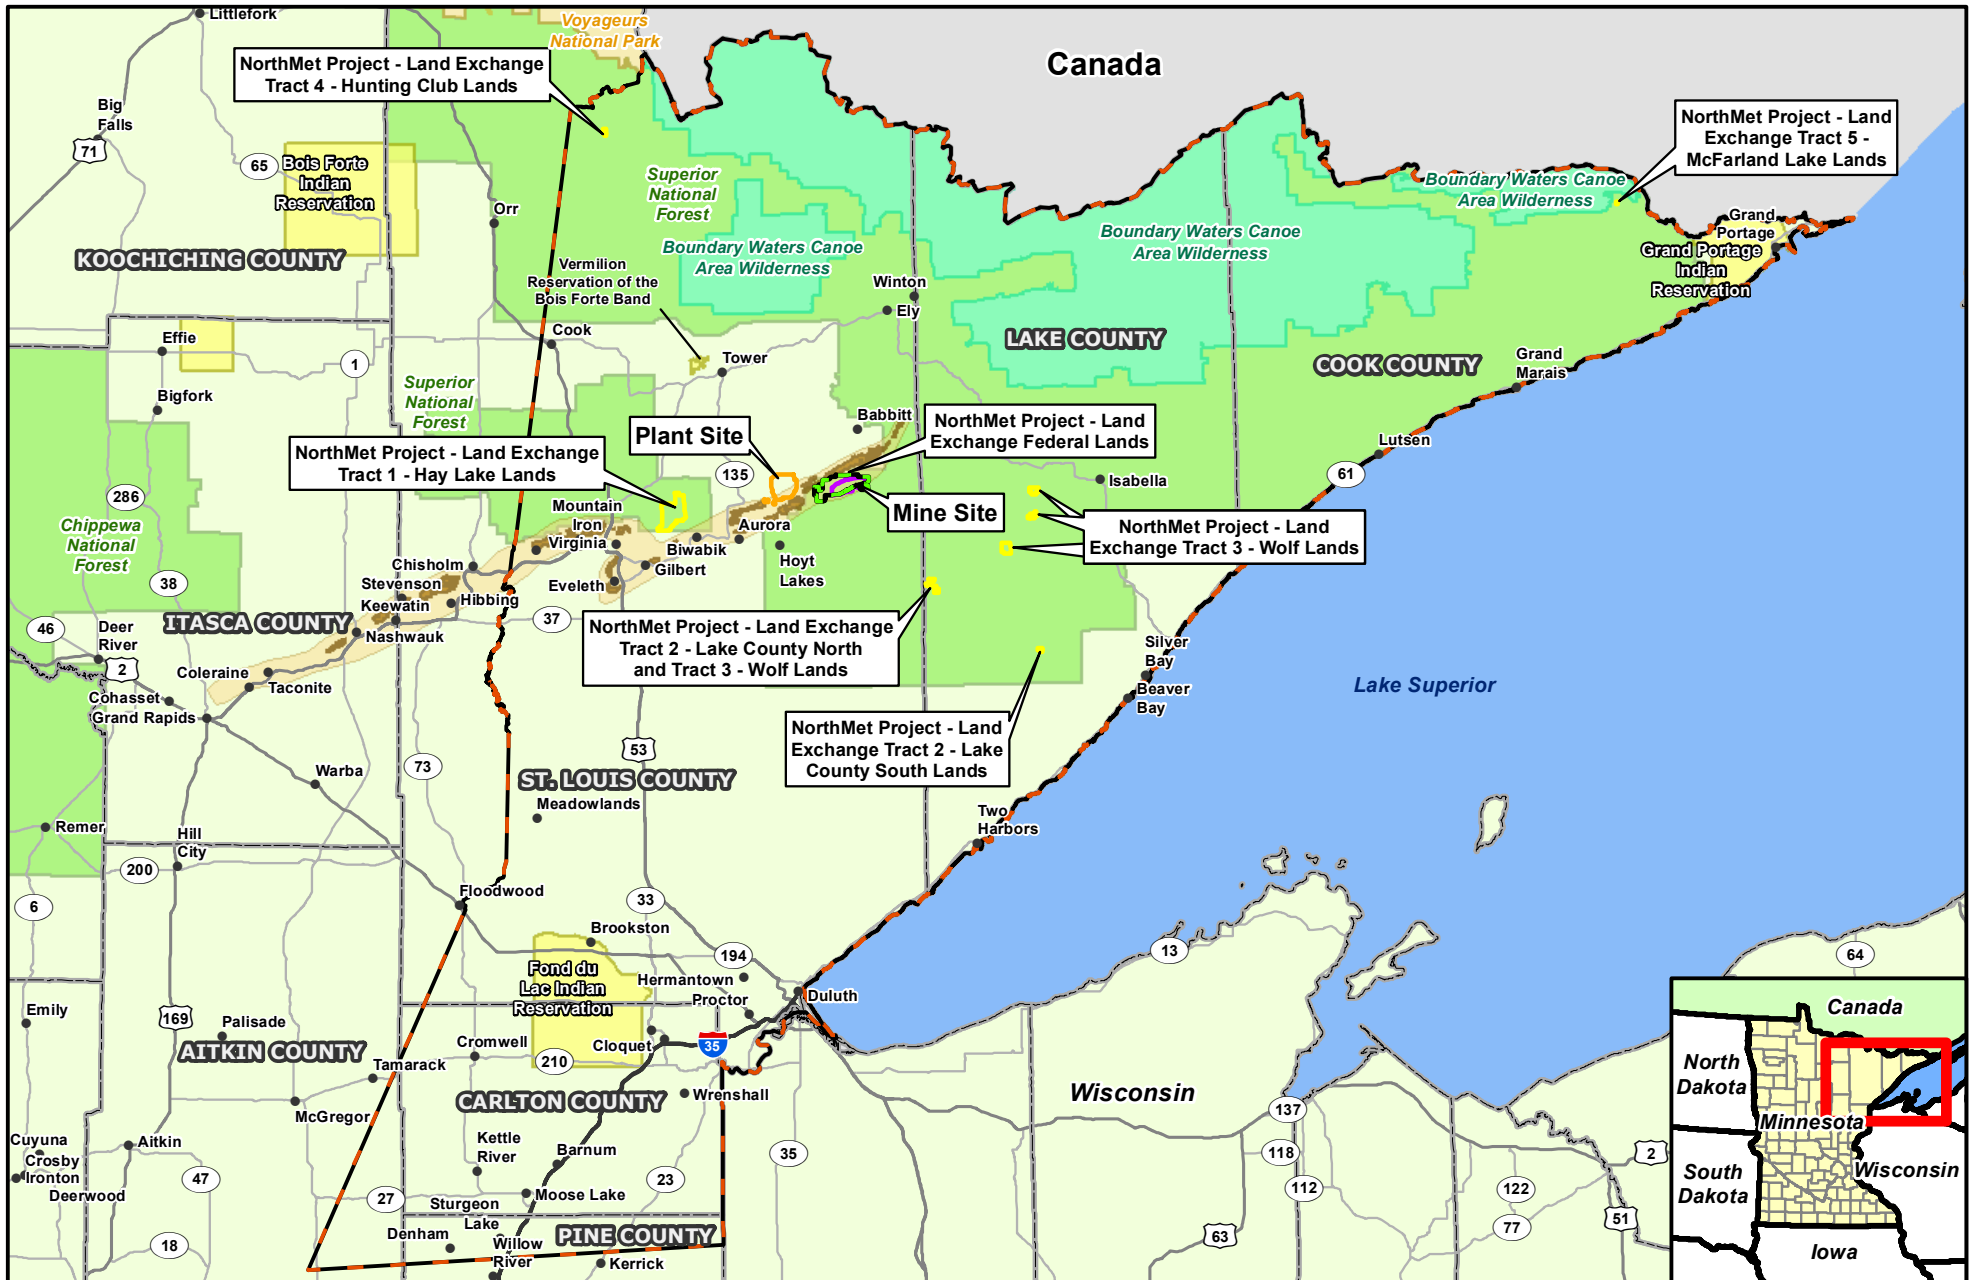 Littlefork
Voyageurs
National Park
NorthMet Project - Land Exchange
Tract 4 - Hunting Club Lands
Canada
Big
Falls
71
65
Bois Forte
Indian
Reservation
Orr
Superior
National
Forest
NorthMet Project - Land
Exchange Tract 5 -
McFarland Lake Lands
Boundary Waters Canoe
Area Wilderness
Grand
Portage
Grand Portage
Indian
Reservation
KOOCHICHING COUNTY
Boundary Waters Canoe
Area Wilderness
Boundary Waters Canoe
Area Wilderness
Vermilion
Reservation of the
Bois Forte Band
Winton
Ely
Effie
1
Cook
Tower
LAKE COUNTY
COOK COUNTY
Grand
Marais
Bigfork
Superior
National
Forest
Babbitt
Plant Site
NorthMet Project - Land
Exchange Federal Lands
Lutsen
NorthMet Project - Land Exchange
Tract 1 - Hay Lake Lands
135
61
Isabella
286
Mine Site
Chippewa
National
Forest
Mountain
Iron
Virginia
Aurora
Biwabik
NorthMet Project - Land
Exchange Tract 3 - Wolf Lands
Chisholm
Stevenson
Keewatin
Hibbing
Eveleth
Gilbert
Hoyt
Lakes
38
37
ITASCA COUNTY
Nashwauk
46
Deer
River
2
NorthMet Project - Land Exchange
Tract 2 - Lake County North
and Tract 3 - Wolf Lands
Silver
Bay
Beaver
Bay
Coleraine
Taconite
Cohasset
Grand Rapids
Lake Superior
NorthMet Project - Land
Exchange Tract 2 - Lake
County South Lands
53
73
Warba
ST. LOUIS COUNTY
Meadowlands
Two
Harbors
Remer
Hill
City
200
6
Floodwood
33
Brookston
13
194
64
Fond du
Lac Indian
Reservation
Hermantown
Proctor
Duluth
Emily
169
Palisade
AITKIN COUNTY
Cromwell
210
Cloquet
35
Tamarack
CARLTON COUNTY
Wrenshall
Wisconsin
McGregor
137
Cuyuna
Crosby
Ironton
Deerwood
Aitkin
Kettle
River
Barnum
35
118
2
47
27
Sturgeon
Lake
Moose Lake
23
112
122
77
51
63
18
Denham
Willow
River
PINE COUNTY
Kerrick
Canada
North
Dakota
Minnesota
South
Dakota
Wisconsin
Iowa